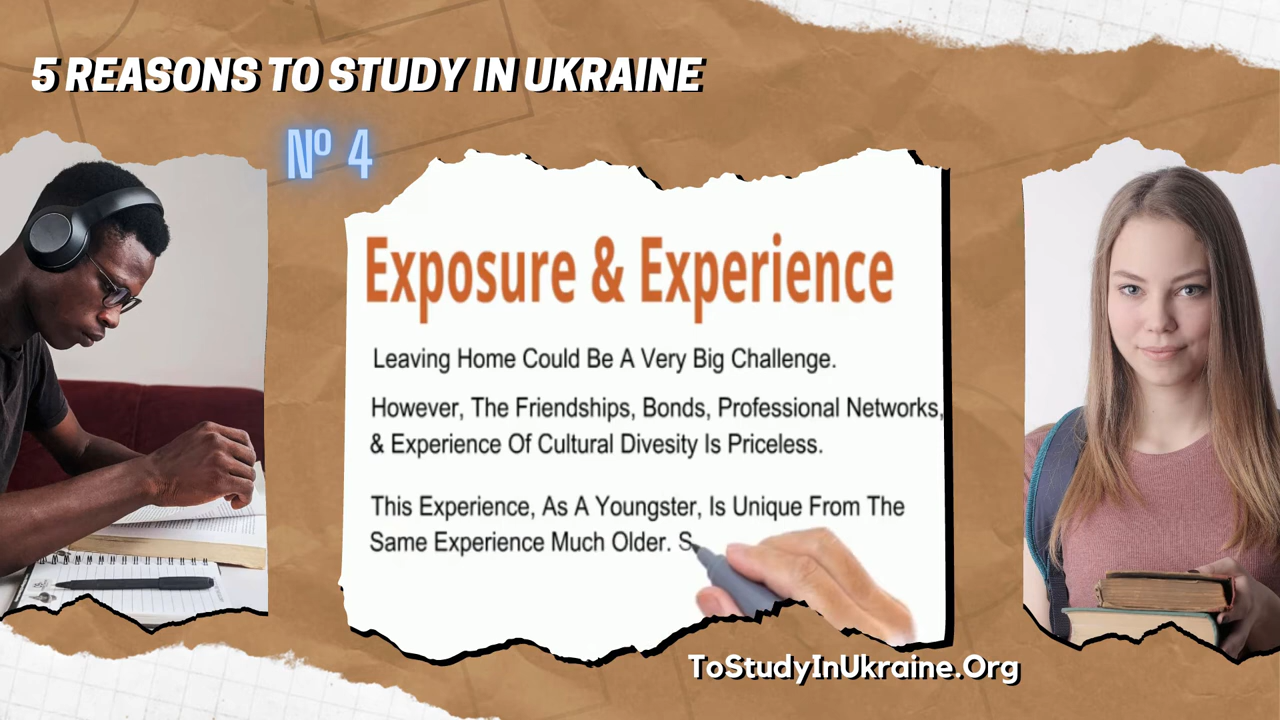 5 REASONS TO STUDY IN UKRAINE
Nº 4
Exposure & Experience
Leaving Home Could Be A Very Big Challenge.
However, The Friendships, Bonds, Professional Networks,
& Experience Of Cultural Divesity Is Priceless.
This Experience, As A Youngster, Is Unique From The
Same Experience Much Older. S
ToStudyInUkraine.Org